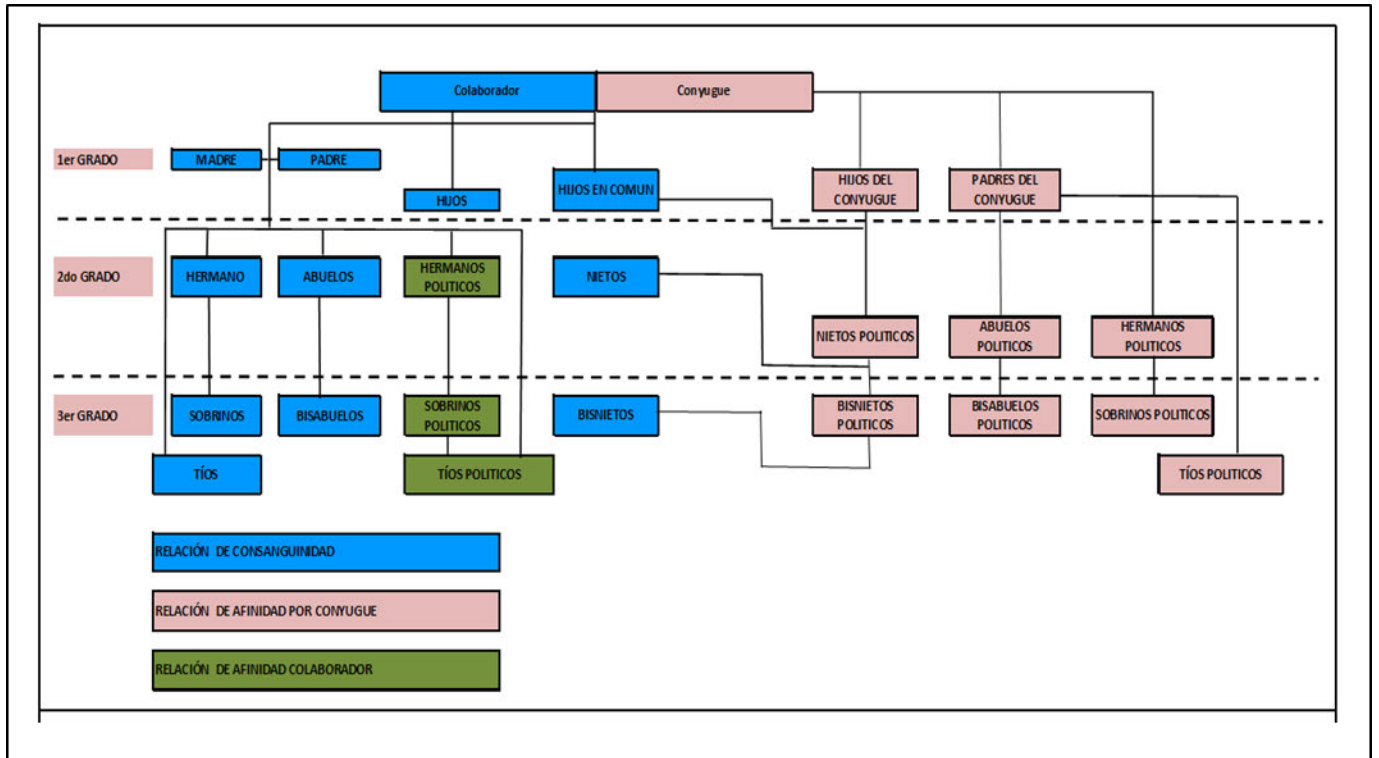 Colaborador
Conyugue
1er GRADO
MADRE
PADRE
HIJOS
HIJOS EN COMUN
HIJOS DEL
CONYUGUE
PADRES DEL
CONYUGUE
2do GRADO
HERMANO
ABUELOS
HERMANOS
POLITICOS
NIETOS
NIETOS POLITICOS
ABUELOS
POLITICOS
HERMANOS
POLITICOS
3er GRADO
SOBRINOS
BISABUELOS
SOBRINOS
POLITICOS
BISNIETOS
BISNIETOS
POLITICOS
BISABUELOS
POLITICOS
SOBRINOS POLITICOS
TÍOS
TÍOS POLITICOS
TÍOS POLITICOS
RELACIÓN DE CONSANGUINIDAD
RELACIÓN DE AFINIDAD POR CONYUGUE
RELACIÓN DE AFINIDAD COLABORADOR